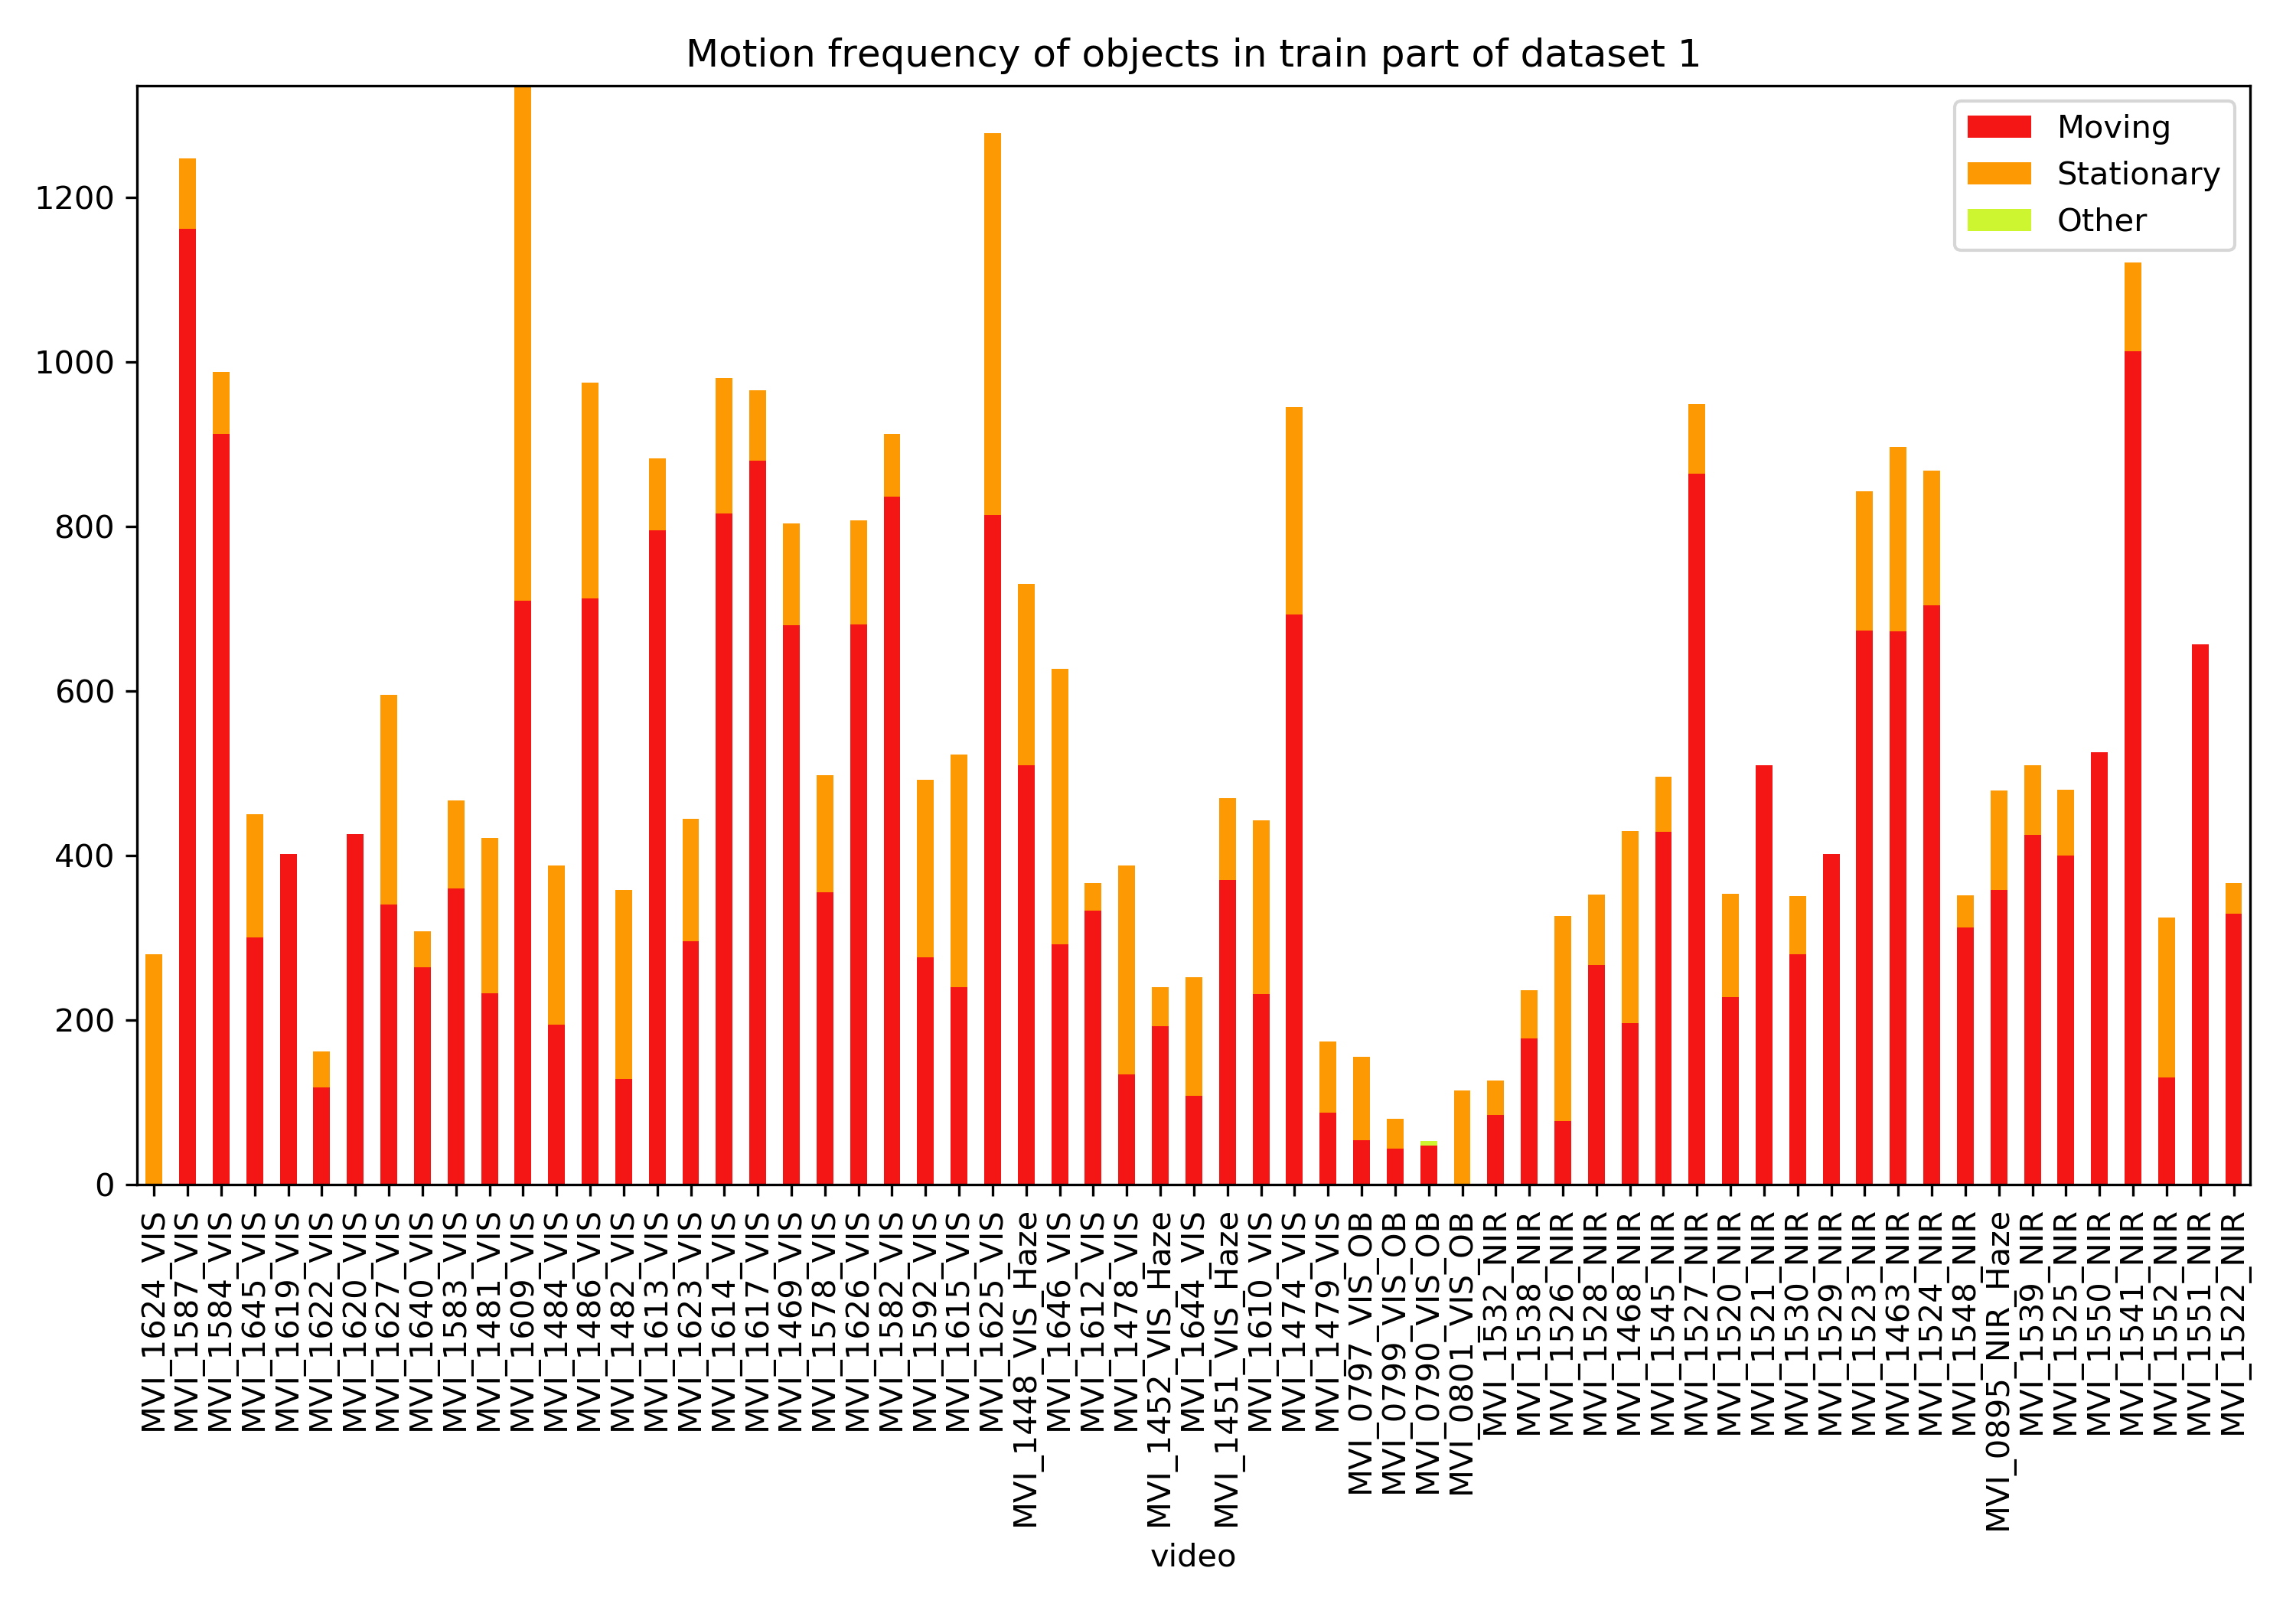 Motion frequency of objects in train part of dataset 1
Moving
Stationary
Other
1200
1000
800
600
400
200
0
MVI_1624_VIS
MVI_1587_VIS
MVI_1584_VIS
MVI_1645_VIS
MVI_1619_VIS
MVI_1622_VIS
MVI_1620_VIS
MVI_1627_VIS
MVI_1640_VIS
MVI_1583_VIS
MVI_1481_VIS
MVI_1609_VIS
MVI_1484_VIS
MVI_1486_VIS
MVI_1482_VIS
MVI_1613_VIS
MVI_1623_VIS
MVI_1614_VIS
MVI_1617_VIS
MVI_1469_VIS
MVI_1578_VIS
MVI_1626_VIS
MVI_1582_VIS
MVI_1592_VIS
MVI_1615_VIS
MVI_1625_VIS
MVI_1448_VIS_Haze
MVI_1646_VIS
MVI_1612_VIS
MVI_1478_VIS
MVI_1452_VIS_Haze
MVI_1644_VIS
MVI_1451_VIS_Haze
MVI_1610_VIS
MVI_1474_VIS
MVI_1479_VIS
MVI_0797_VIS_OB
MVI_0799_VIS_OB
MVI_0790_VIS_OB
MVI_0801_VIS_OB
MVI_1532_NIR
MVI_1538_NIR
MVI_1526_NIR
MVI_1528_NIR
MVI_1468_NIR
MVI_1545_NIR
MVI_1527_NIR
MVI_1520_NIR
MVI_1521_NIR
MVI_1530_NIR
MVI_1529_NIR
MVI_1523_NIR
MVI_1463_NIR
MVI_1524_NIR
MVI_1548_NIR
MVI_0895_NIR_Haze
MVI_1539_NIR
MVI_1525_NIR
MVI_1550_NIR
MVI_1541_NIR
MVI_1552_NIR
MVI_1551_NIR
MVI_1522_NIR
video